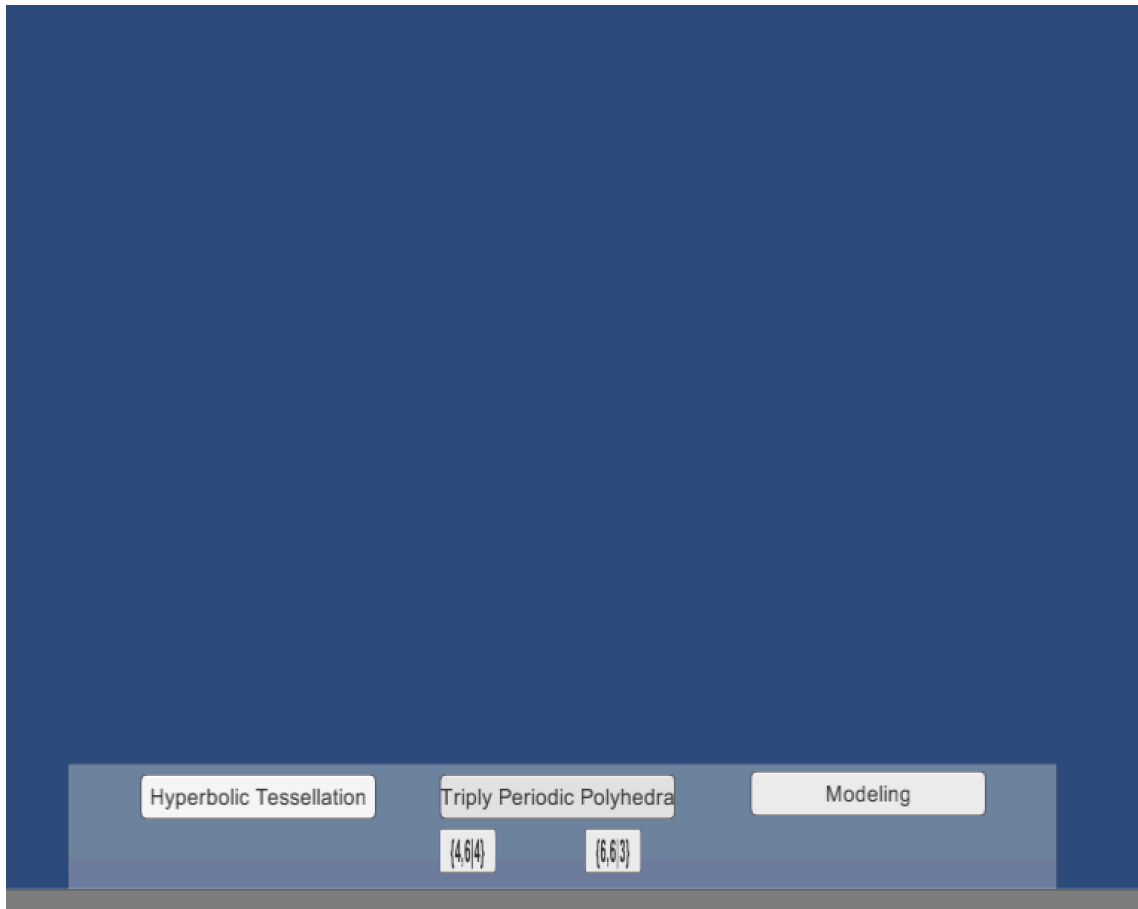 Hyperbolic Tessellation
Triply Periodic Polyhedra
Modeling
{4,6|4}
{6,6|3}